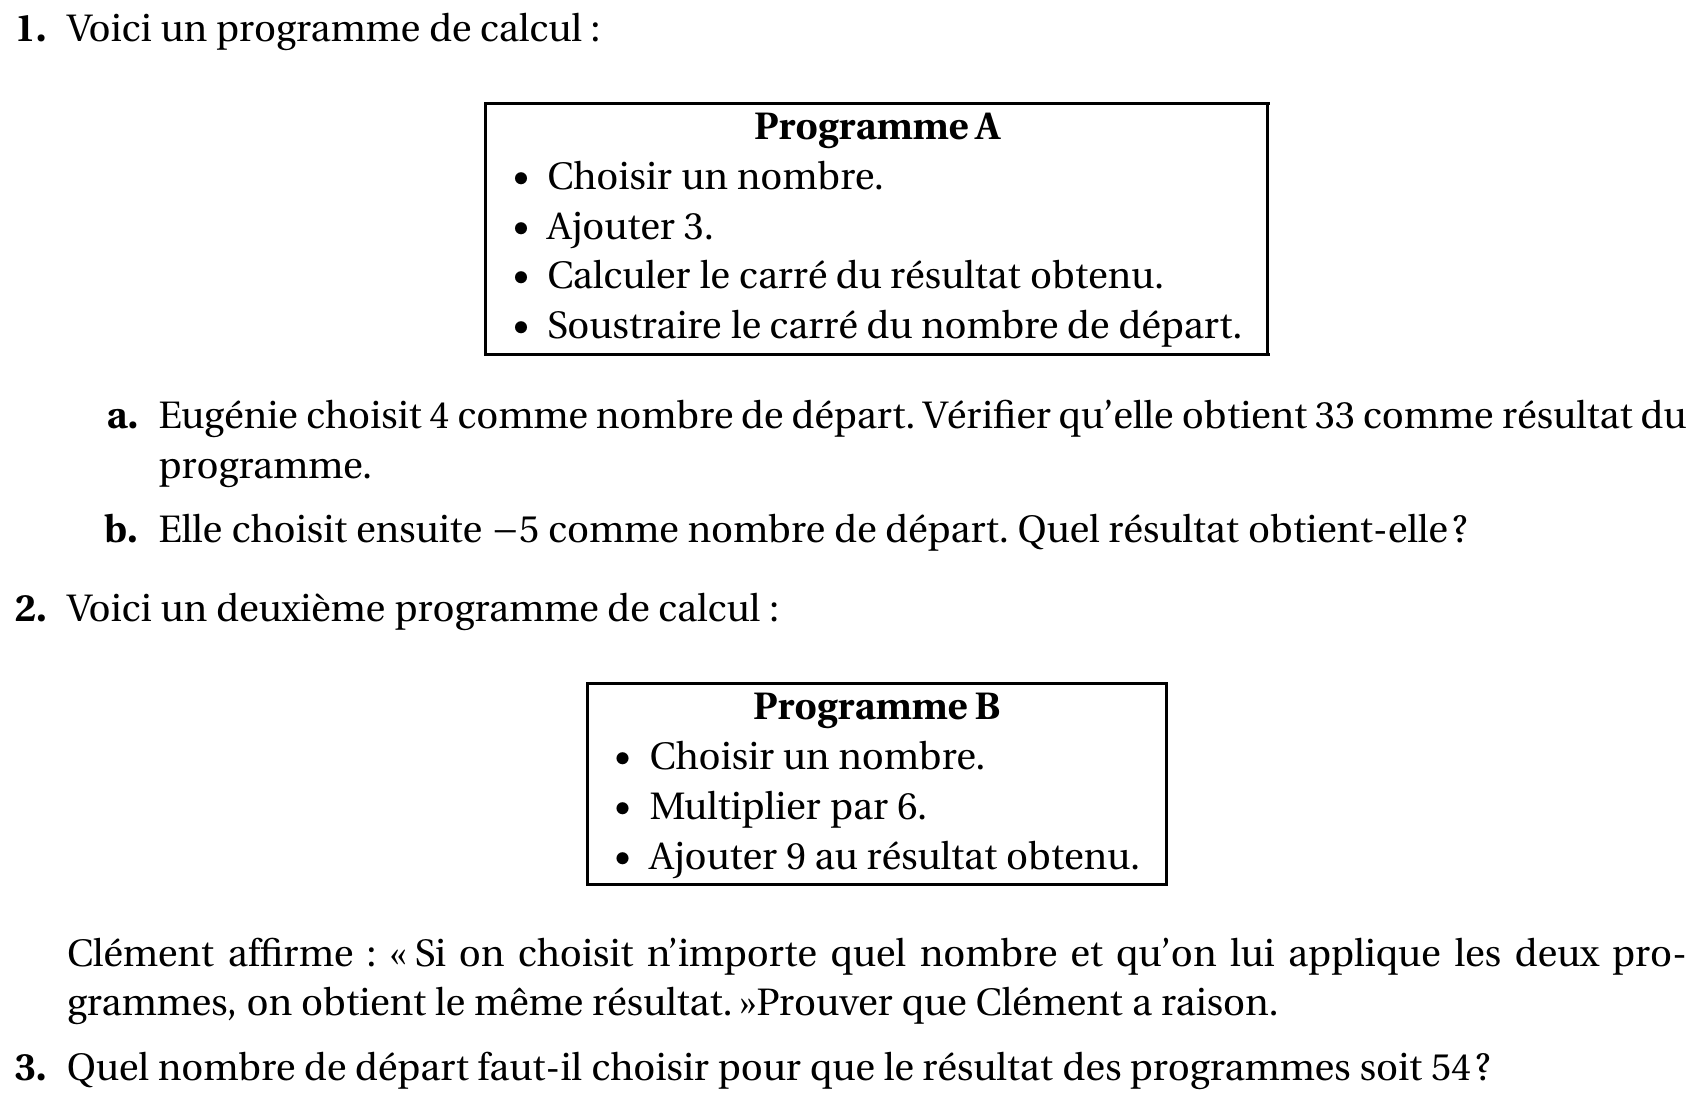 1. Voici un programme de calcul :
Programme A
• Choisir un nombre.
• Ajouter 3.
• Calculer le carré du résultat obtenu.
• Soustraire le carré du nombre de départ.
a. Eugénie choisit 4 comme nombre de départ. Vérifier qu’elle obtient 33 comme résultat du
programme.
b. Elle choisit ensuite −5 comme nombre de départ. Quel résultat obtient-elle ?
2. Voici un deuxième programme de calcul :
Programme B
• Choisir un nombre.
• Multiplier par 6.
• Ajouter 9 au résultat obtenu.
Clément affirme : « Si on choisit n’importe quel nombre et qu’on lui applique les deux pro-
grammes, on obtient le même résultat. »Prouver que Clément a raison.
3. Quel nombre de départ faut-il choisir pour que le résultat des programmes soit 54 ?